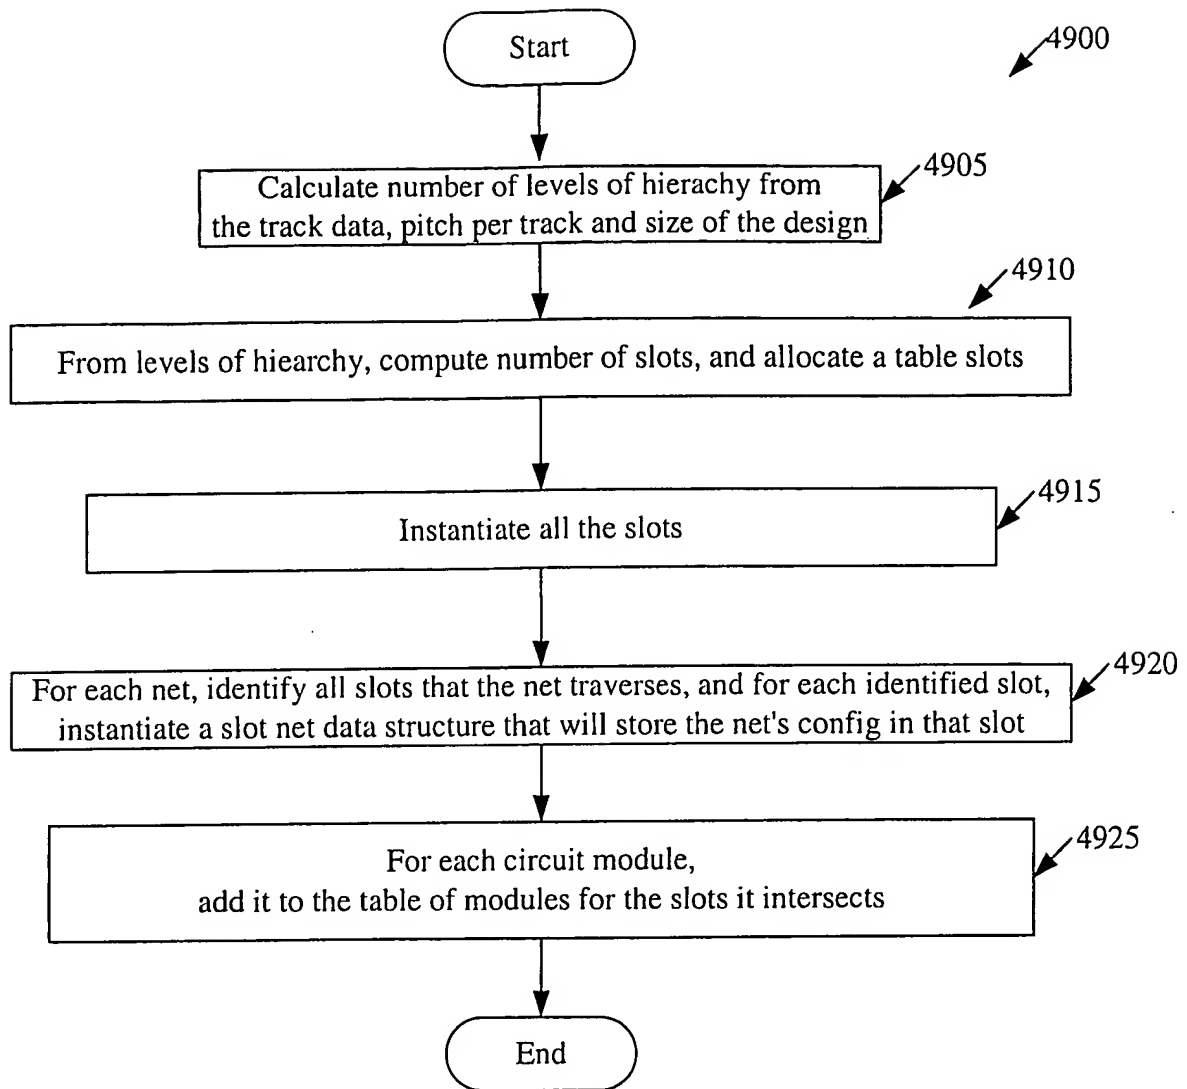 Start
4900
4905
Calculate number of levels of hierachy from
the track data, pitch per track and size of the design
4910
From levels of hiearchy, compute number of slots, and allocate a table slots
4915
Instantiate all the slots
4920
For each net, identify all slots that the net traverses, and for each identified slot,
instantiate a slot net data structure that will store the net's config in that slot
4925
For each circuit module,
add it to the table of modules for the slots it intersects
End